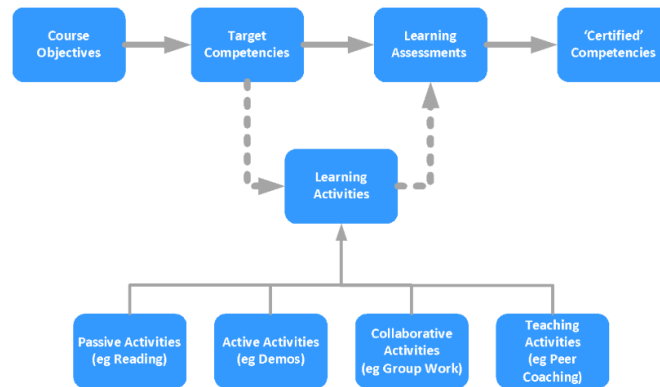 Course
Objectives
Target
Competencies
Learning
Assessments
‘Certified’
Competencies
Learning
Activities
Passive Activities
(eg Reading)
Active Activities
(eg Demos)
Collaborative
Activities
(eg Group Work)
Teaching
Activities
(eg Peer
Coaching)